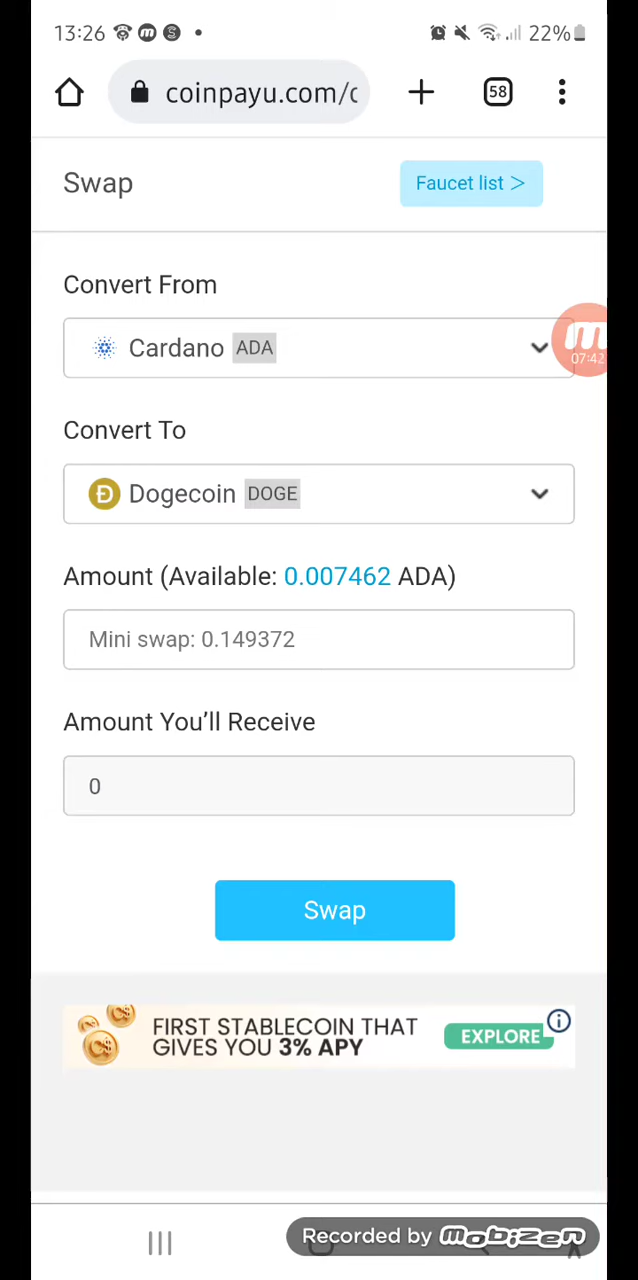 13:26
22%
coinpayu.com/c
58
Swap
Faucet list >
Convert From
Cardano ADA
07:42
Convert To
Dogecoin DOGE
Amount (Available: 0.007462 ADA)
Mini swap: 0.149372
Amount You’ll Receive
0
Swap
FIRST STABLECOIN THAT
GIVES YOU 3% APY
EXPLORE
Recorded by mobizen